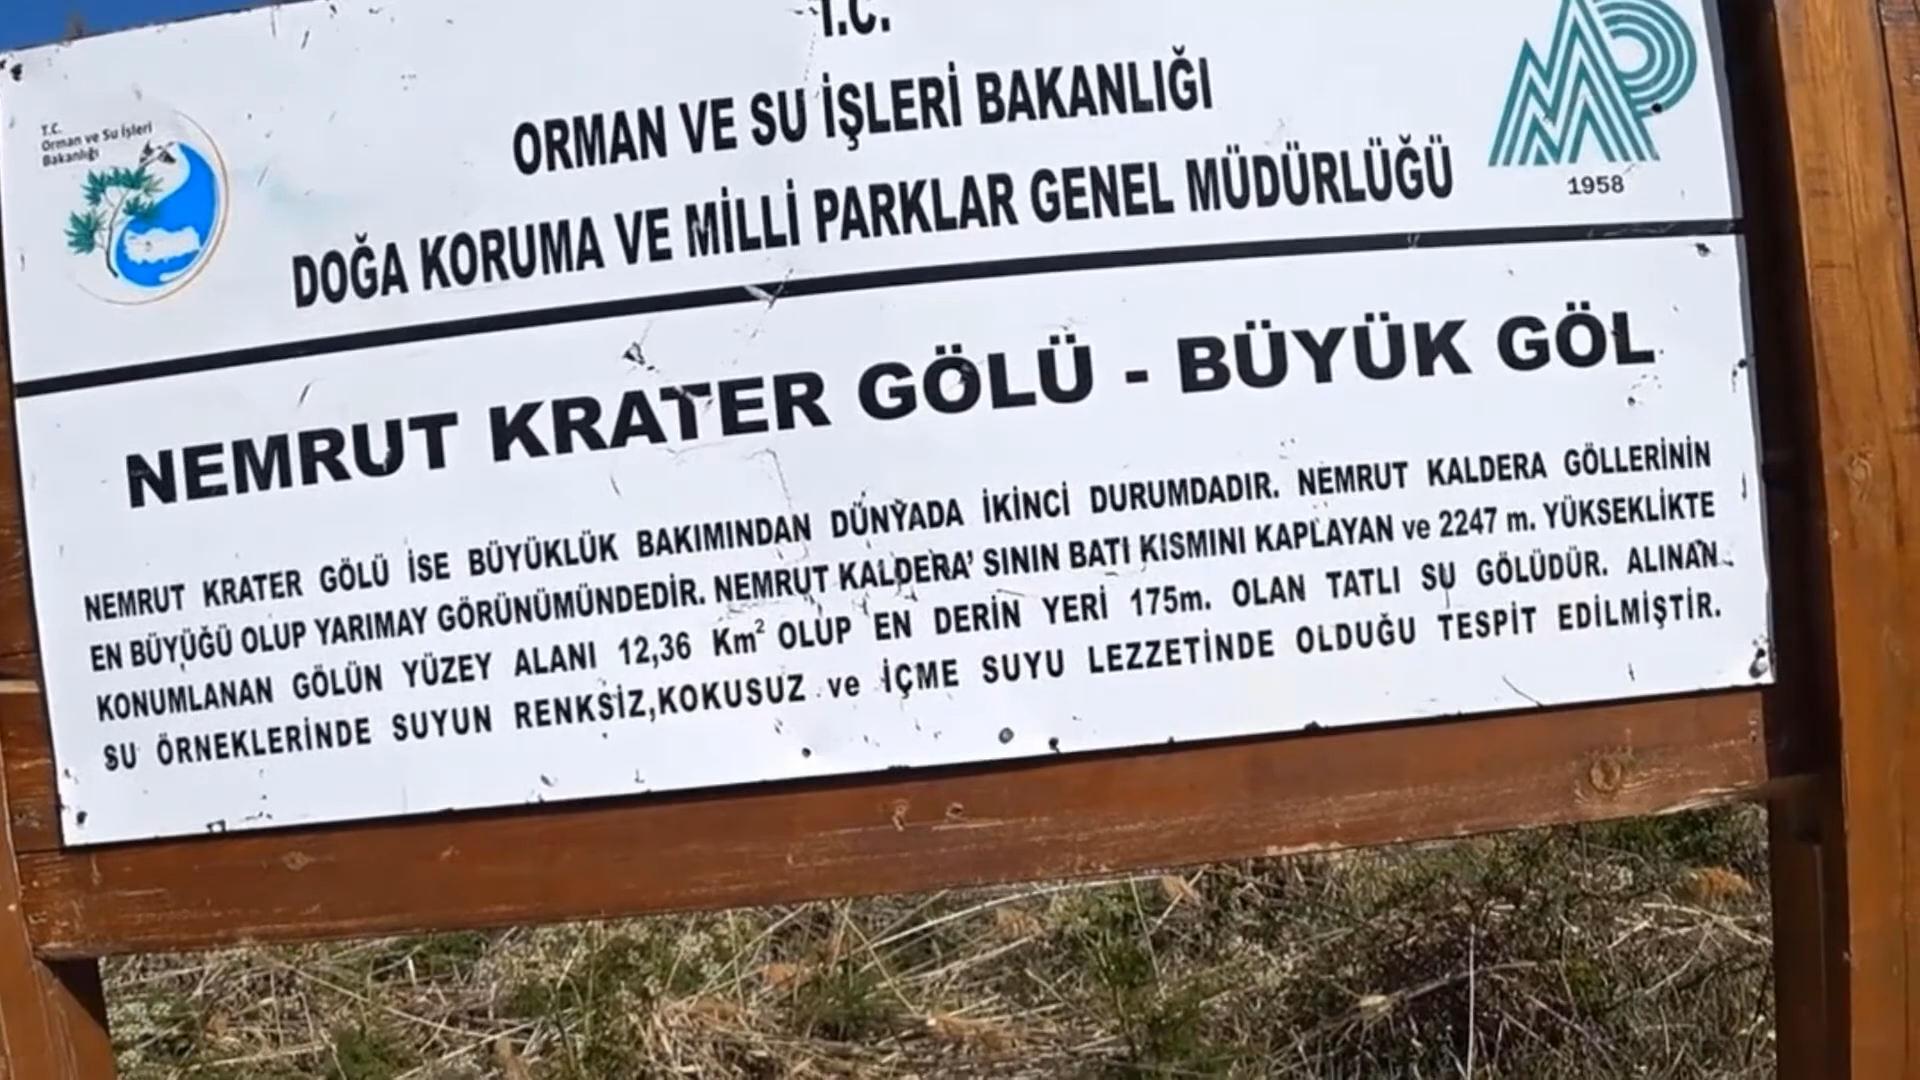 T.C.
ORMAN VE SU İŞLERİ BAKANLIĞI
DOĞA KORUMA VE MİLLİ PARKLAR GENEL MÜDÜRLÜĞÜ
T.C.
Orman ve Su İşleri
Bakanlığı
1958
NEMRUT KRATER GÖLÜ - BÜYÜK GÖL
NEMRUT KRATER GÖLÜ İSE BÜYÜKLÜK BAKIMINDAN DÜNYADA İKİNCİ DURUMDADIR. NEMRUT KALDERA GÖLLERİNİN
EN BÜYÜĞÜ OLUP YARIMAY GÖRÜNÜMÜNDEDİR. NEMRUT KALDERA' SININ BATI KISMINI KAPLAYAN ve 2247 m. YÜKSEKLİKTE
KONUMLANAN GÖLÜN YÜZEY ALANI 12,36 Km² OLUP EN DERİN YERİ 175m. OLAN TATLI SU GÖLÜDÜR. ALINAN
SU ÖRNEKLERİNDE SUYUN RENKSİZ,KOKUSUZ ve İÇME SUYU LEZZETİNDE OLDUĞU TESPİT EDİLMİŞTİR.